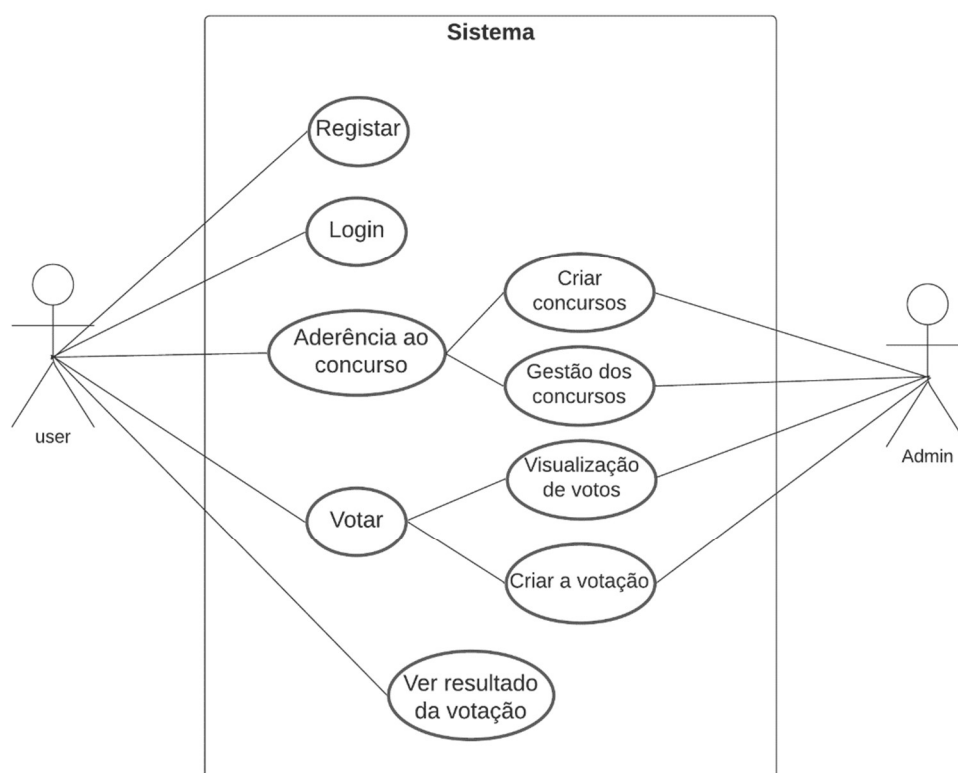 Sistema
Registar
Login
Aderência ao
concurso
Criar
concursos
Gestão dos
concursos
Visualização
de votos
Votar
Criar a votação
Ver resultado
da votação
user
Admin